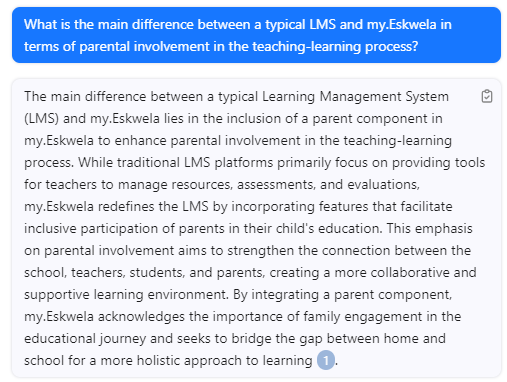 What is the main difference between a typical LMS and my.Eskwela in
terms of parental involvement in the teaching-learning process?
The main difference between a typical Learning Management System
(LMS) and my.Eskwela lies in the inclusion of a parent component in
my.Eskwela to enhance parental involvement in the teaching-learning
process. While traditional LMS platforms primarily focus on providing tools
for teachers to manage resources, assessments, and evaluations,
my.Eskwela redefines the LMS by incorporating features that facilitate
inclusive participation of parents in their child's education. This emphasis
on parental involvement aims to strengthen the connection between the
school, teachers, students, and parents, creating a more collaborative and
supportive learning environment. By integrating a parent component,
my.Eskwela acknowledges the importance of family engagement in the
educational journey and seeks to bridge the gap between home and
school for a more holistic approach to learning 1.